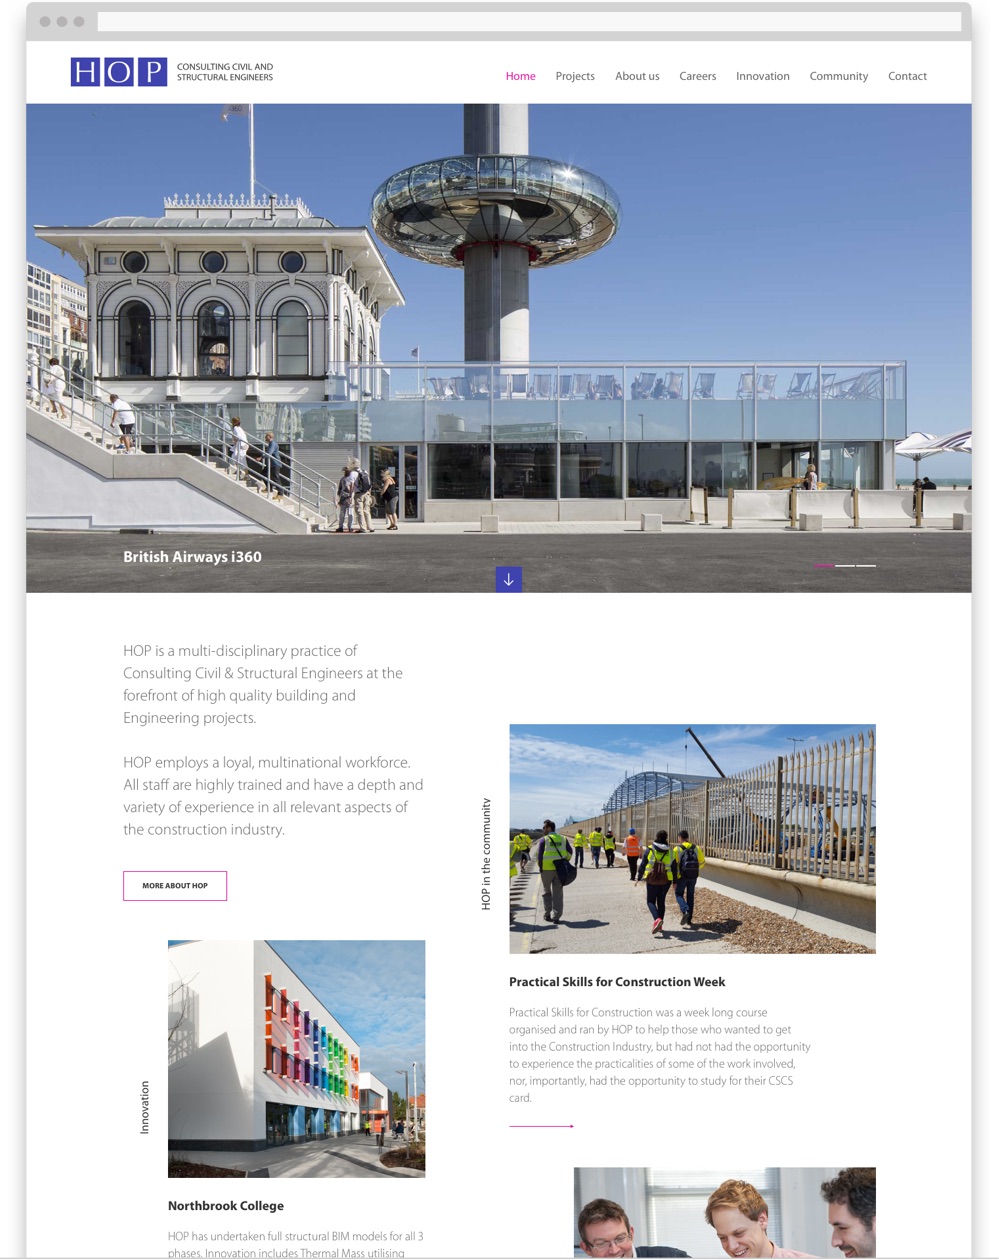 HOP
CONSULTING CIVIL AND
STRUCTURAL ENGINEERS
Home
Projects
About us
Careers
Innovation
Community
Contact
British Airways i360
HOP is a multi-disciplinary practice of
Consulting Civil & Structural Engineers at the
forefront of high quality building and
Engineering projects.
HOP employs a loyal, multinational workforce.
All staff are highly trained and have a depth and
variety of experience in all relevant aspects of
the construction industry.
MORE ABOUT HOP
HOP in the community
Practical Skills for Construction Week
Practical Skills for Construction was a week long course
organised and ran by HOP to help those who wanted to get
into the Construction Industry, but had not had the opportunity
to experience the practicalities of some of the work involved,
nor, importantly, had the opportunity to study for their CSCS
card.
Innovation
Northbrook College
HOP has undertaken full structural BIM models for all 3
phases. Innovation includes Thermal Mass utilising